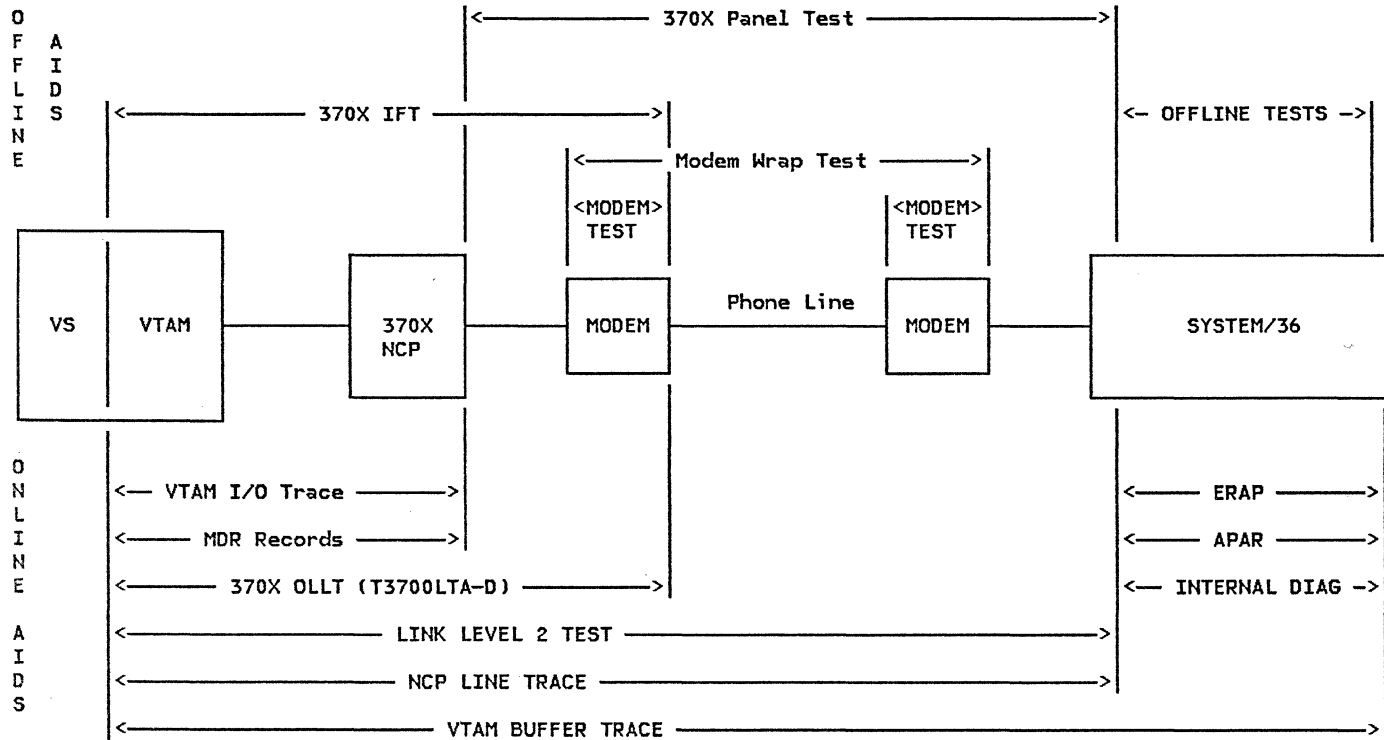 OFFLINE
AIDS
370X Panel Test
370X IFT
OFFLINE TESTS
Modem Wrap Test
<MODEM>
TEST
<MODEM>
TEST
VS
VTAM
370X
NCP
MODEM
Phone Line
MODEM
SYSTEM/36
ONLINE
AIDS
VTAM I/O Trace
ERAP
MDR Records
APAR
370X OLLT (T3700LTA-D)
INTERNAL DIAG
LINK LEVEL 2 TEST
NCP LINE TRACE
VTAM BUFFER TRACE